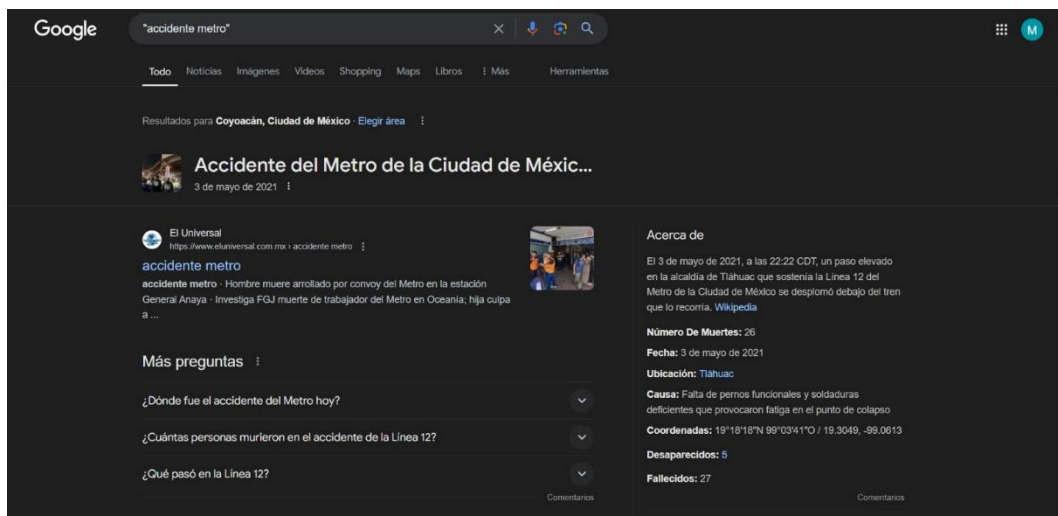 Google
"accidente metro"
M
Todo Noticias Imágenes Videos Shopping Maps Libros Más Herramientas
Resultados para Coyoacán, Ciudad de México · Elegir área
Accidente del Metro de la Ciudad de Méxic...
3 de mayo de 2021
El Universal
https://www.eluniversal.com.mx › accidente metro
accidente metro
accidente metro · Hombre muere arrollado por convoy del Metro en la estación
General Anaya · Investiga FGJ muerte de trabajador del Metro en Oceanía; hija culpa
a ...
Más preguntas
¿Dónde fue el accidente del Metro hoy?
¿Cuántas personas murieron en el accidente de la Línea 12?
¿Qué pasó en la Línea 12?
Comentarios
Acerca de
El 3 de mayo de 2021, a las 22:22 CDT, un paso elevado
en la alcaldía de Tláhuac que sostenía la Línea 12 del
Metro de la Ciudad de México se desplomó debajo del tren
que lo recorría. Wikipedia
Número De Muertes: 26
Fecha: 3 de mayo de 2021
Ubicación: Tláhuac
Causa: Falta de pernos funcionales y soldaduras
deficientes que provocaron fatiga en el punto de colapso
Coordenadas: 19°18′18″N 99°03′41″O / 19.3049, -99.0613
Desaparecidos: 5
Fallecidos: 27
Comentarios